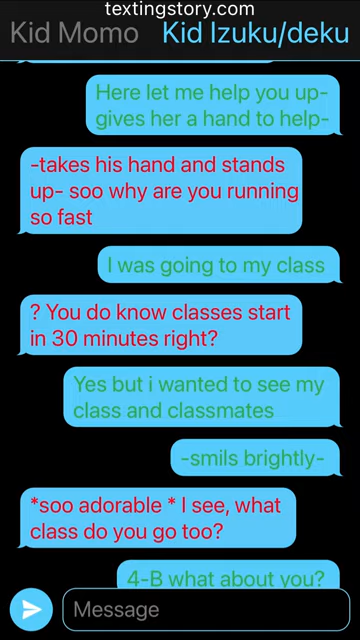 textingstory.com
Kid Momo Kid Izuku/deku
Here let me help you up-
gives her a hand to help-
-takes his hand and stands
up- soo why are you running
so fast
I was going to my class
? You do know classes start
in 30 minutes right?
Yes but i wanted to see my
class and classmates
-smils brightly-
*soo adorable * I see, what
class do you go too?
4-B what about you?
Message